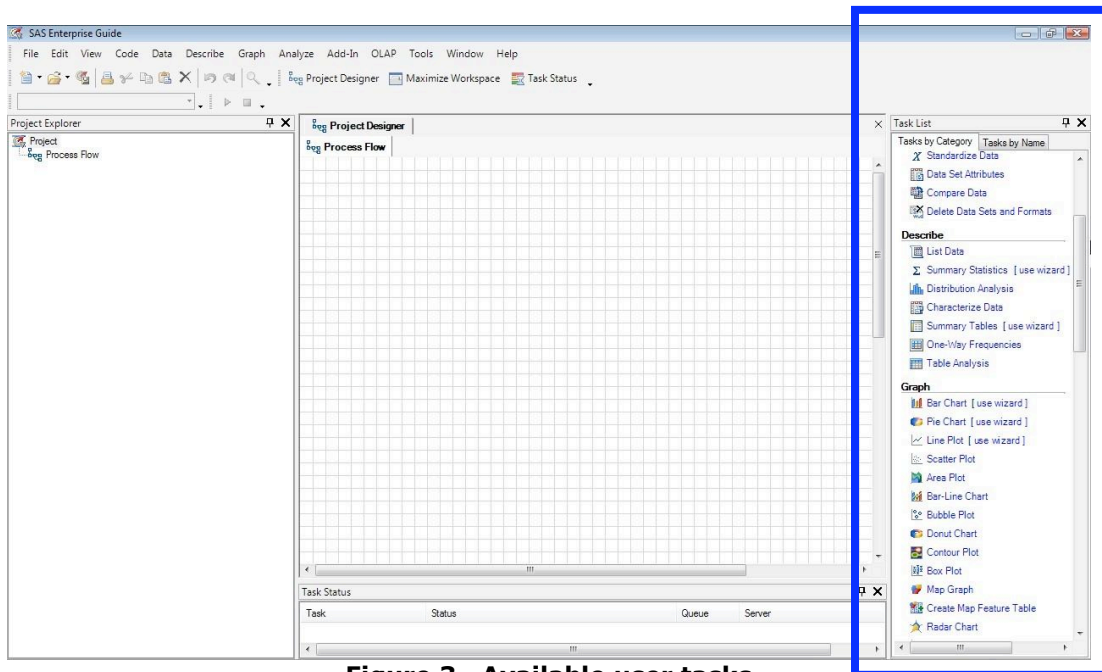 SAS Enterprise Guide
File Edit View Code Data Describe Graph Analyze Add-In OLAP Tools Window Help
Project Designer Maximize Workspace Task Status
Project Explorer
Project
Process Flow
Project Designer
Process Flow
Task Status
Task Status Queue Server
Task List
Tasks by Category Tasks by Name
Standardize Data
Data Set Attributes
Compare Data
Delete Data Sets and Formats
Describe
List Data
Summary Statistics [ use wizard ]
Distribution Analysis
Characterize Data
Summary Tables [ use wizard ]
One-Way Frequencies
Table Analysis
Graph
Bar Chart [ use wizard ]
Pie Chart [ use wizard ]
Line Plot [ use wizard ]
Scatter Plot
Area Plot
Bar-Line Chart
Bubble Plot
Donut Chart
Contour Plot
Box Plot
Map Graph
Create Map Feature Table
Radar Chart